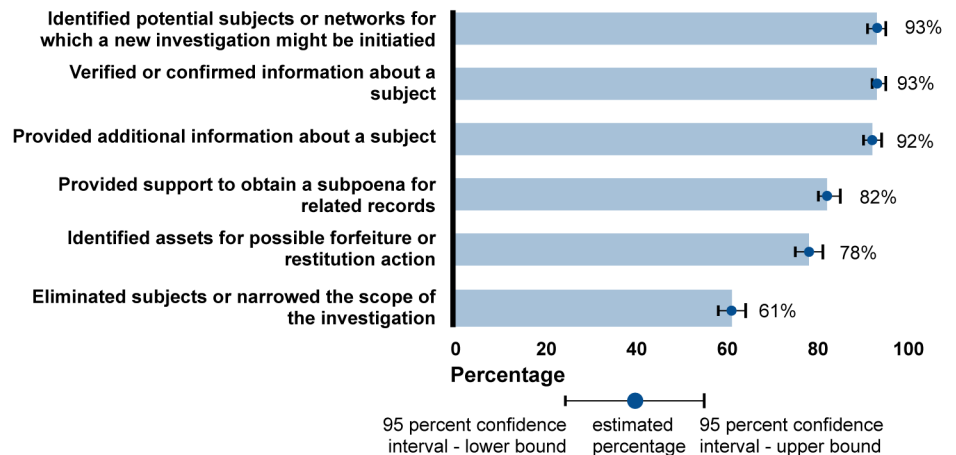 Identified potential subjects or networks for
which a new investigation might be initiatied
93%
Verified or confirmed information about a
subject
93%
Provided additional information about a subject
92%
Provided support to obtain a subpoena for
related records
82%
Identified assets for possible forfeiture or
restitution action
78%
Eliminated subjects or narrowed the scope of
the investigation
61%
0 20 40 60 80 100
Percentage
95 percent confidence
interval - lower bound
estimated
percentage
95 percent confidence
interval - upper bound